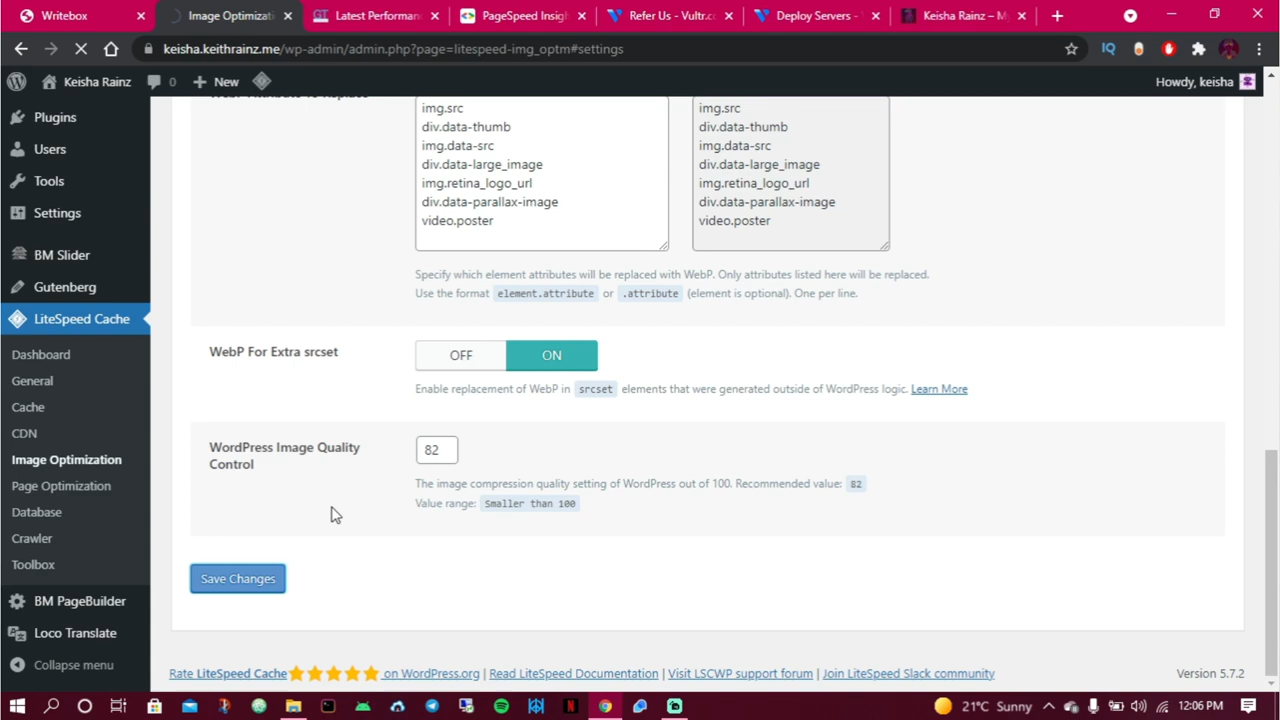 Writebox
Image Optimizati
Latest Performan
PageSpeed Insigh
Refer Us - Vultr.co
Deploy Servers -
Keisha Rainz – M
keisha.keithrainz.me/wp-admin/admin.php?page=litespeed-img_optm#settings
Keisha Rainz 0 New
Howdy, keisha
Plugins
Users
Tools
Settings
BM Slider
Gutenberg
LiteSpeed Cache
Dashboard
General
Cache
CDN
Image Optimization
Page Optimization
Database
Crawler
Toolbox
BM PageBuilder
Loco Translate
Collapse menu
img.src
div.data-thumb
img.data-src
div.data-large_image
img.retina_logo_url
div.data-parallax-image
video.poster
img.src
div.data-thumb
img.data-src
div.data-large_image
img.retina_logo_url
div.data-parallax-image
video.poster
Specify which element attributes will be replaced with WebP. Only attributes listed here will be replaced.
Use the format element.attribute or .attribute (element is optional). One per line.
WebP For Extra srcset
OFF ON
Enable replacement of WebP in srcset elements that were generated outside of WordPress logic. Learn More
WordPress Image Quality
Control
82
The image compression quality setting of WordPress out of 100. Recommended value: 82
Value range: Smaller than 100
Save Changes
Rate LiteSpeed Cache on WordPress.org | Read LiteSpeed Documentation | Visit LSCWP support forum | Join LiteSpeed Slack community
Version 5.7.2
21°C Sunny
12:06 PM